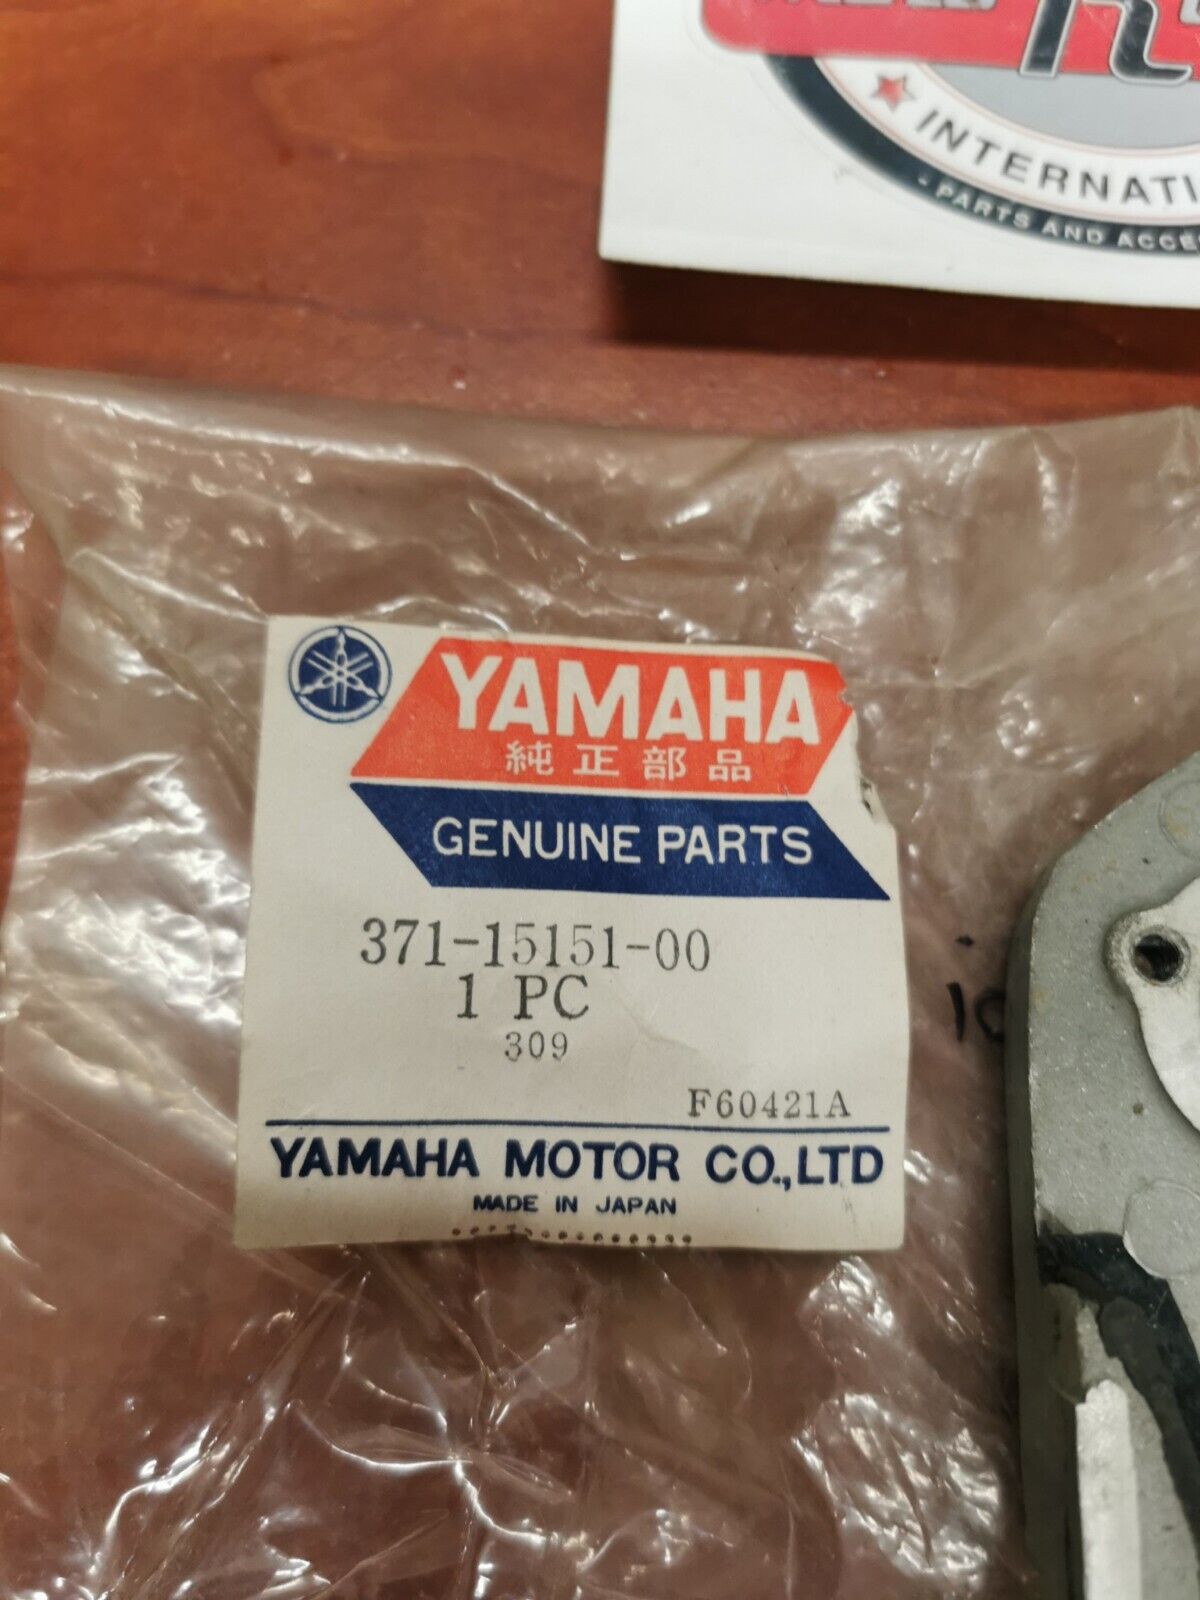 INTERNATI
- PARTS AND ACCE
YAMAHA
純正部品
GENUINE PARTS
371-15151-00
1 PC
309
F60421A
YAMAHA MOTOR CO.,LTD
MADE IN JAPAN
10